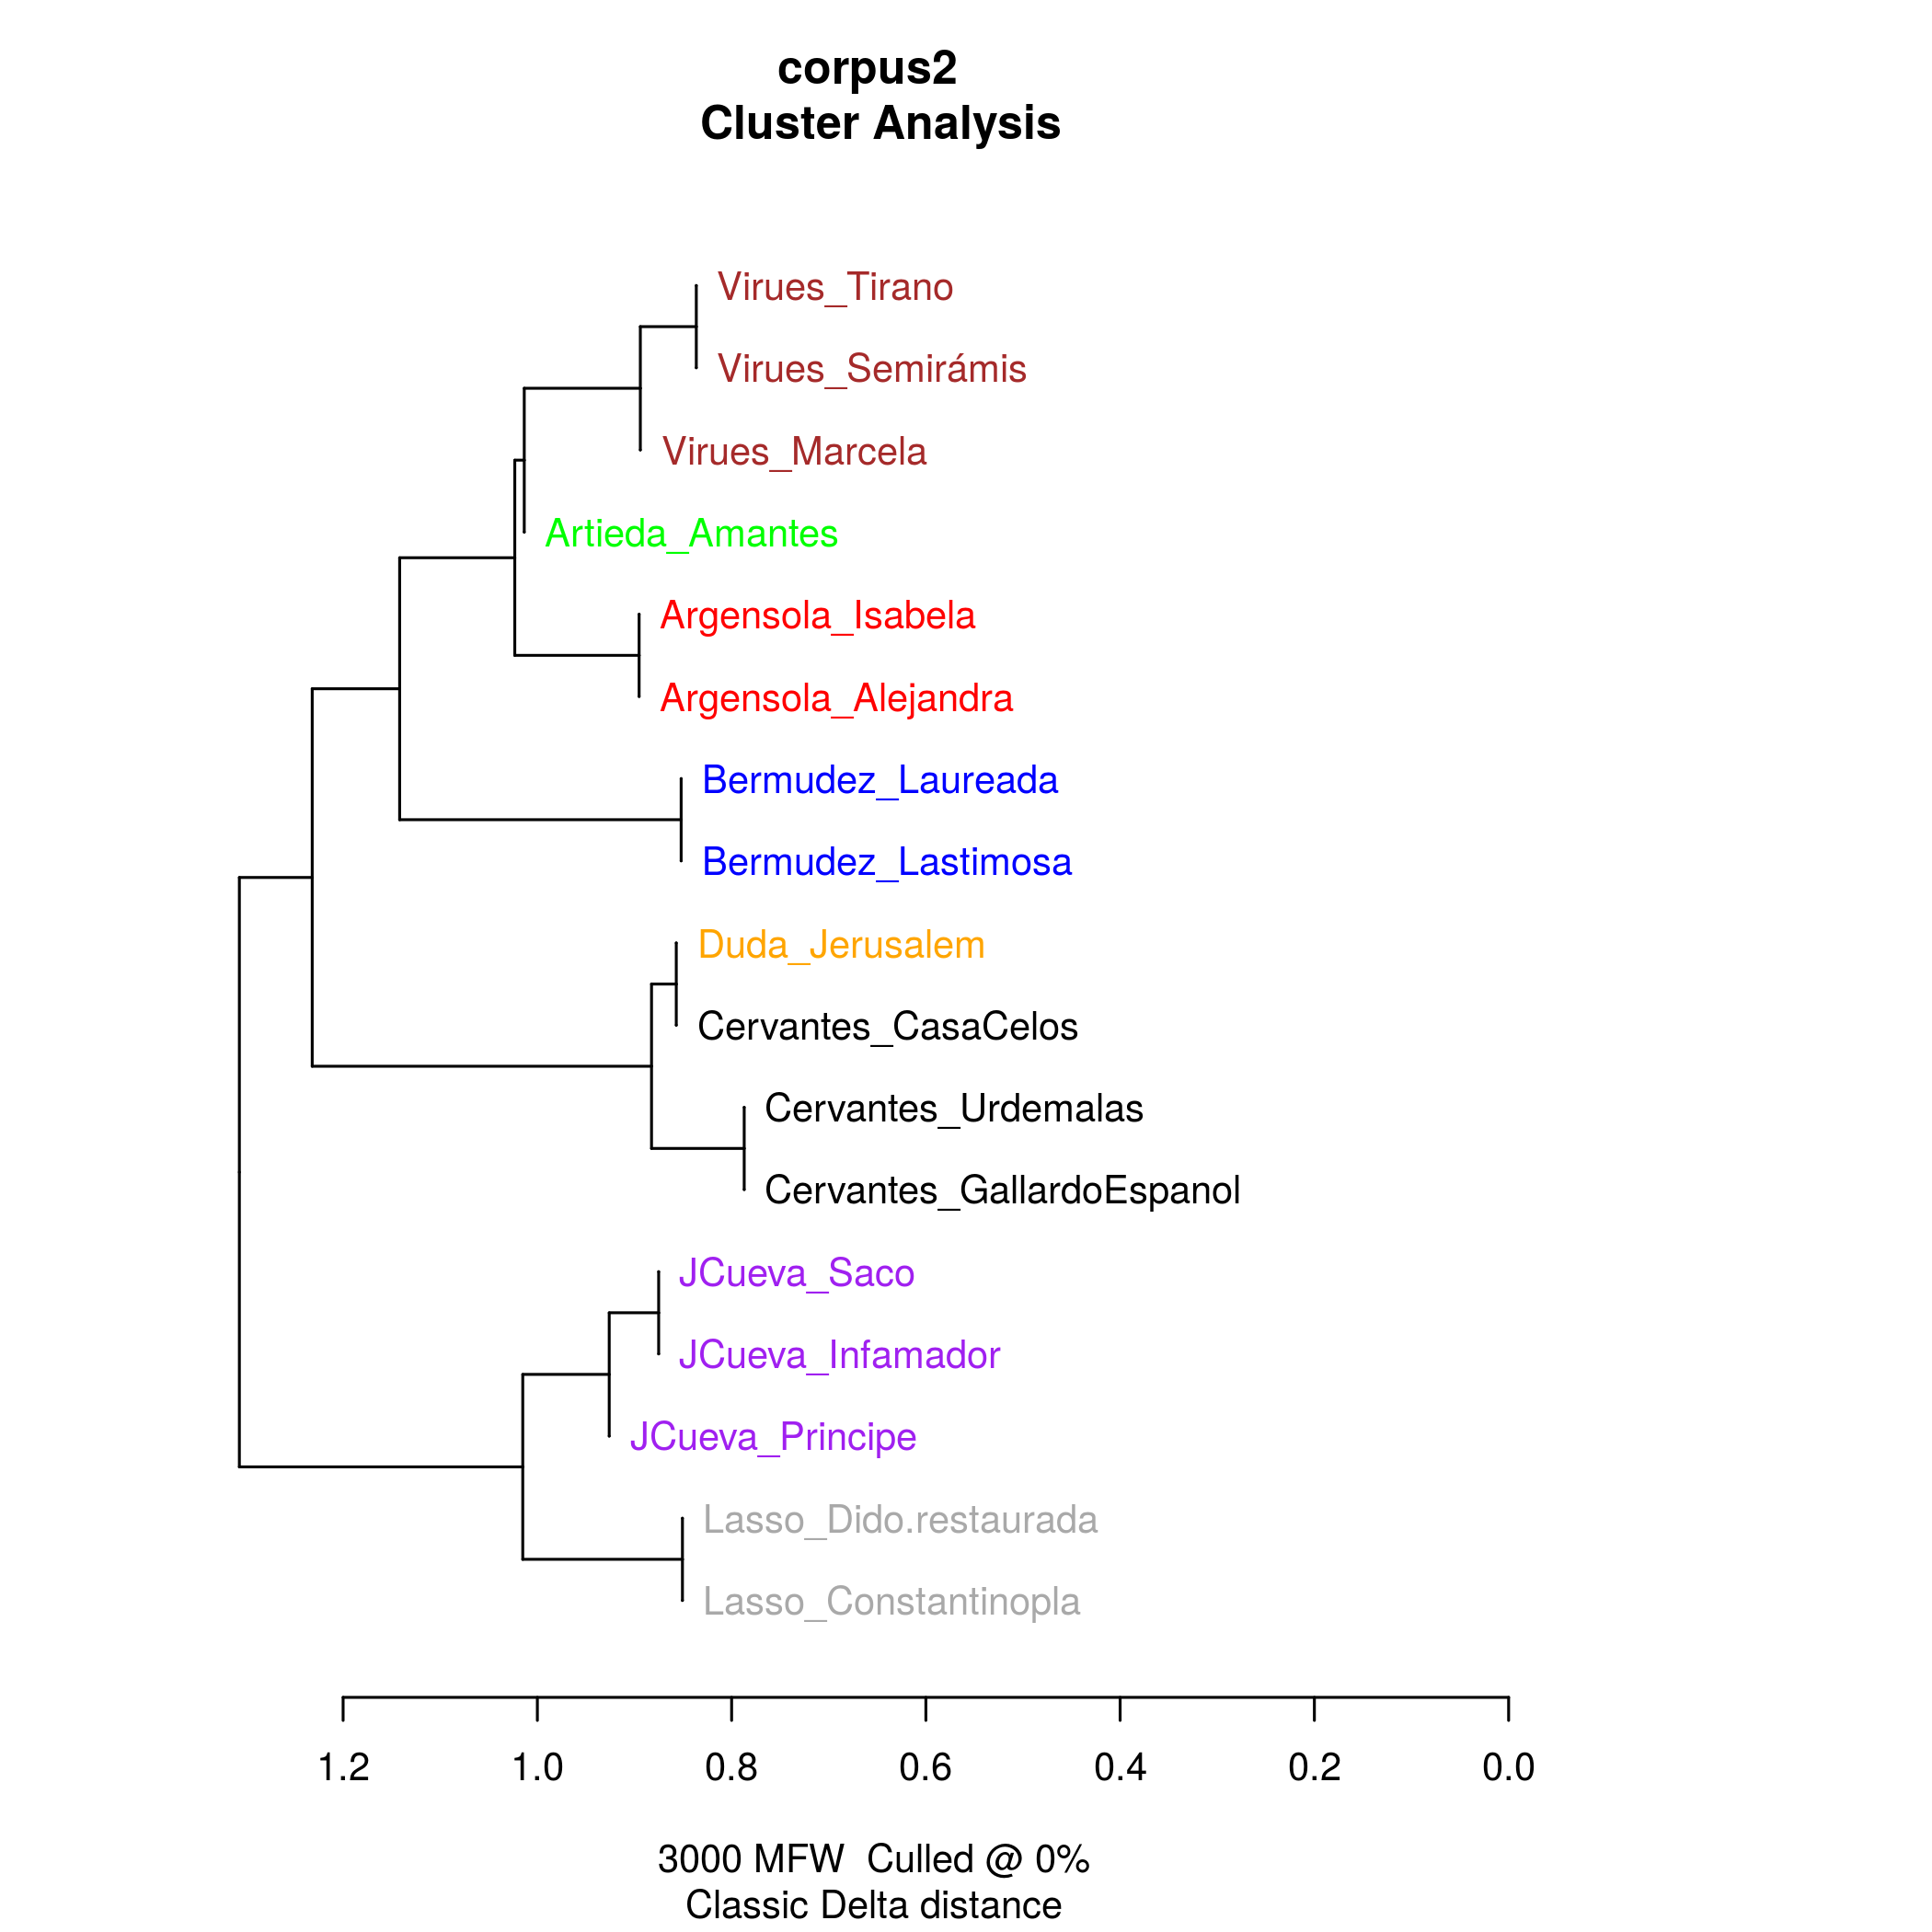 corpus2
Cluster Analysis
Virues_Tirano
Virues_Semirámis
Virues_Marcela
Artieda_Amantes
Argensola_Isabela
Argensola_Alejandra
Bermudez_Laureada
Bermudez_Lastimosa
Duda_Jerusalem
Cervantes_CasaCelos
Cervantes_Urdemalas
Cervantes_GallardoEspanol
JCueva_Saco
JCueva_Infamador
JCueva_Principe
Lasso_Dido.restaurada
Lasso_Constantinopla
1.2 1.0 0.8 0.6 0.4 0.2 0.0
3000 MFW  Culled @ 0%
Classic Delta distance